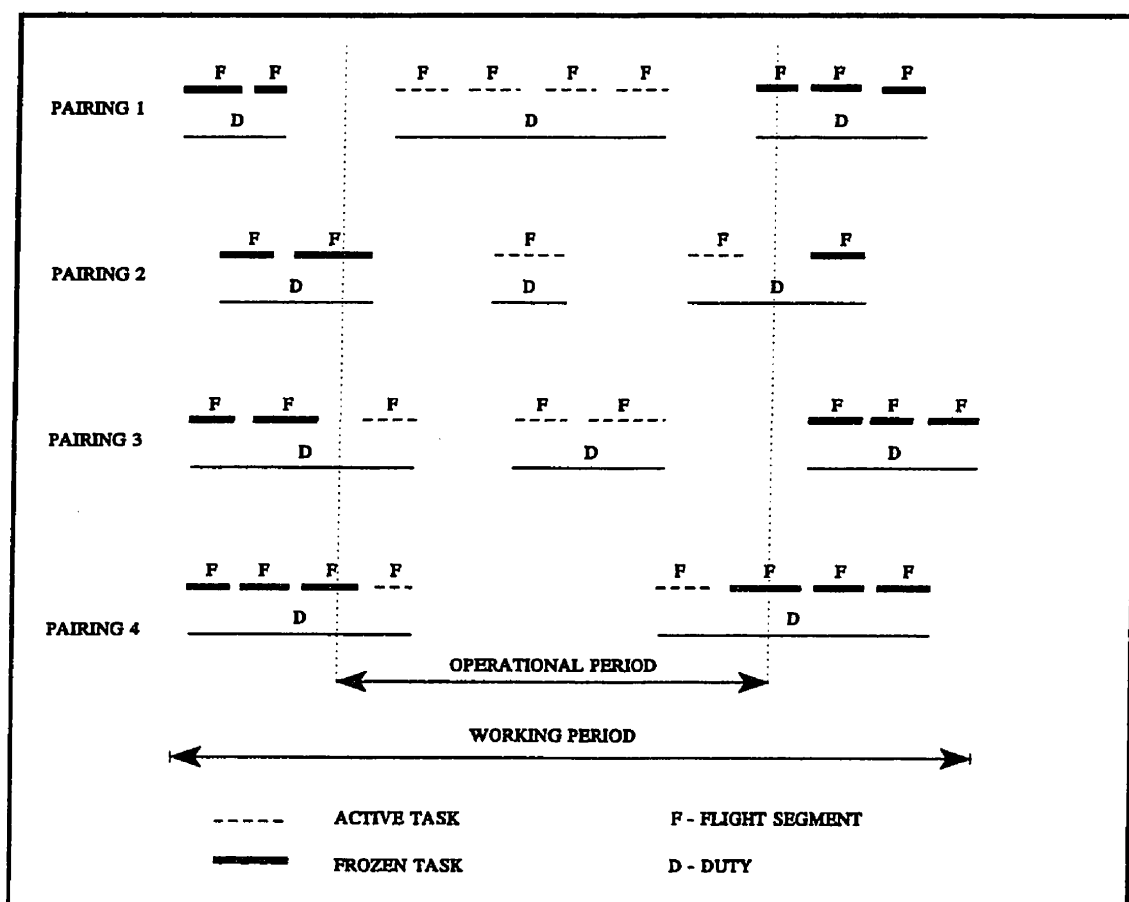 F F F F F F F F F
PAIRING 1
D D D
F F F F F
PAIRING 2
D D D
F F F F F F F F
PAIRING 3
D D D
F F F F F F F F
PAIRING 4
D D
OPERATIONAL PERIOD
WORKING PERIOD
ACTIVE TASK F - FLIGHT SEGMENT
FROZEN TASK D - DUTY